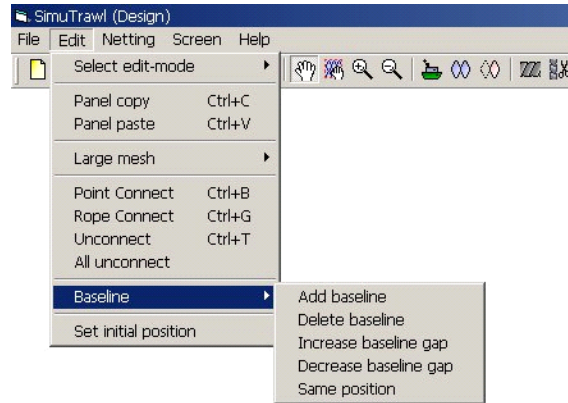 SimuTrawl (Design)
File Edit Netting Screen Help
Select edit-mode
Panel copy Ctrl+C
Panel paste Ctrl+V
Large mesh
Point Connect Ctrl+B
Rope Connect Ctrl+G
Unconnect Ctrl+T
All unconnect
Baseline
Add baseline
Delete baseline
Increase baseline gap
Decrease baseline gap
Same position
Set initial position